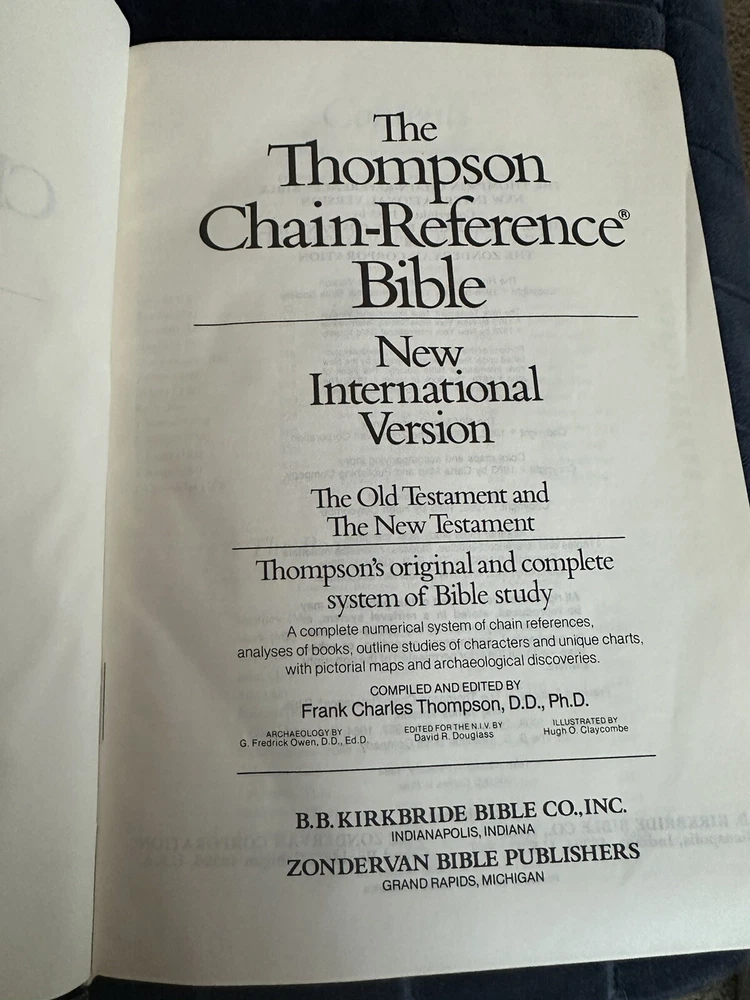 The
Thompson
Chain-Reference®
Bible
New
International
Version
The Old Testament and
The New Testament
Thompson's original and complete
system of Bible study
A complete numerical system of chain references,
analyses of books, outline studies of characters and unique charts,
with pictorial maps and archaeological discoveries.
COMPILED AND EDITED BY
Frank Charles Thompson, D.D., Ph.D.
ARCHAEOLOGY BY
G. Fredrick Owen, D.D., Ed.D.
EDITED FOR THE N.I.V. BY
David R. Douglass
ILLUSTRATED BY
Hugh O. Claycombe
B.B. KIRKBRIDE BIBLE CO., INC.
INDIANAPOLIS, INDIANA
ZONDERVAN BIBLE PUBLISHERS
GRAND RAPIDS, MICHIGAN